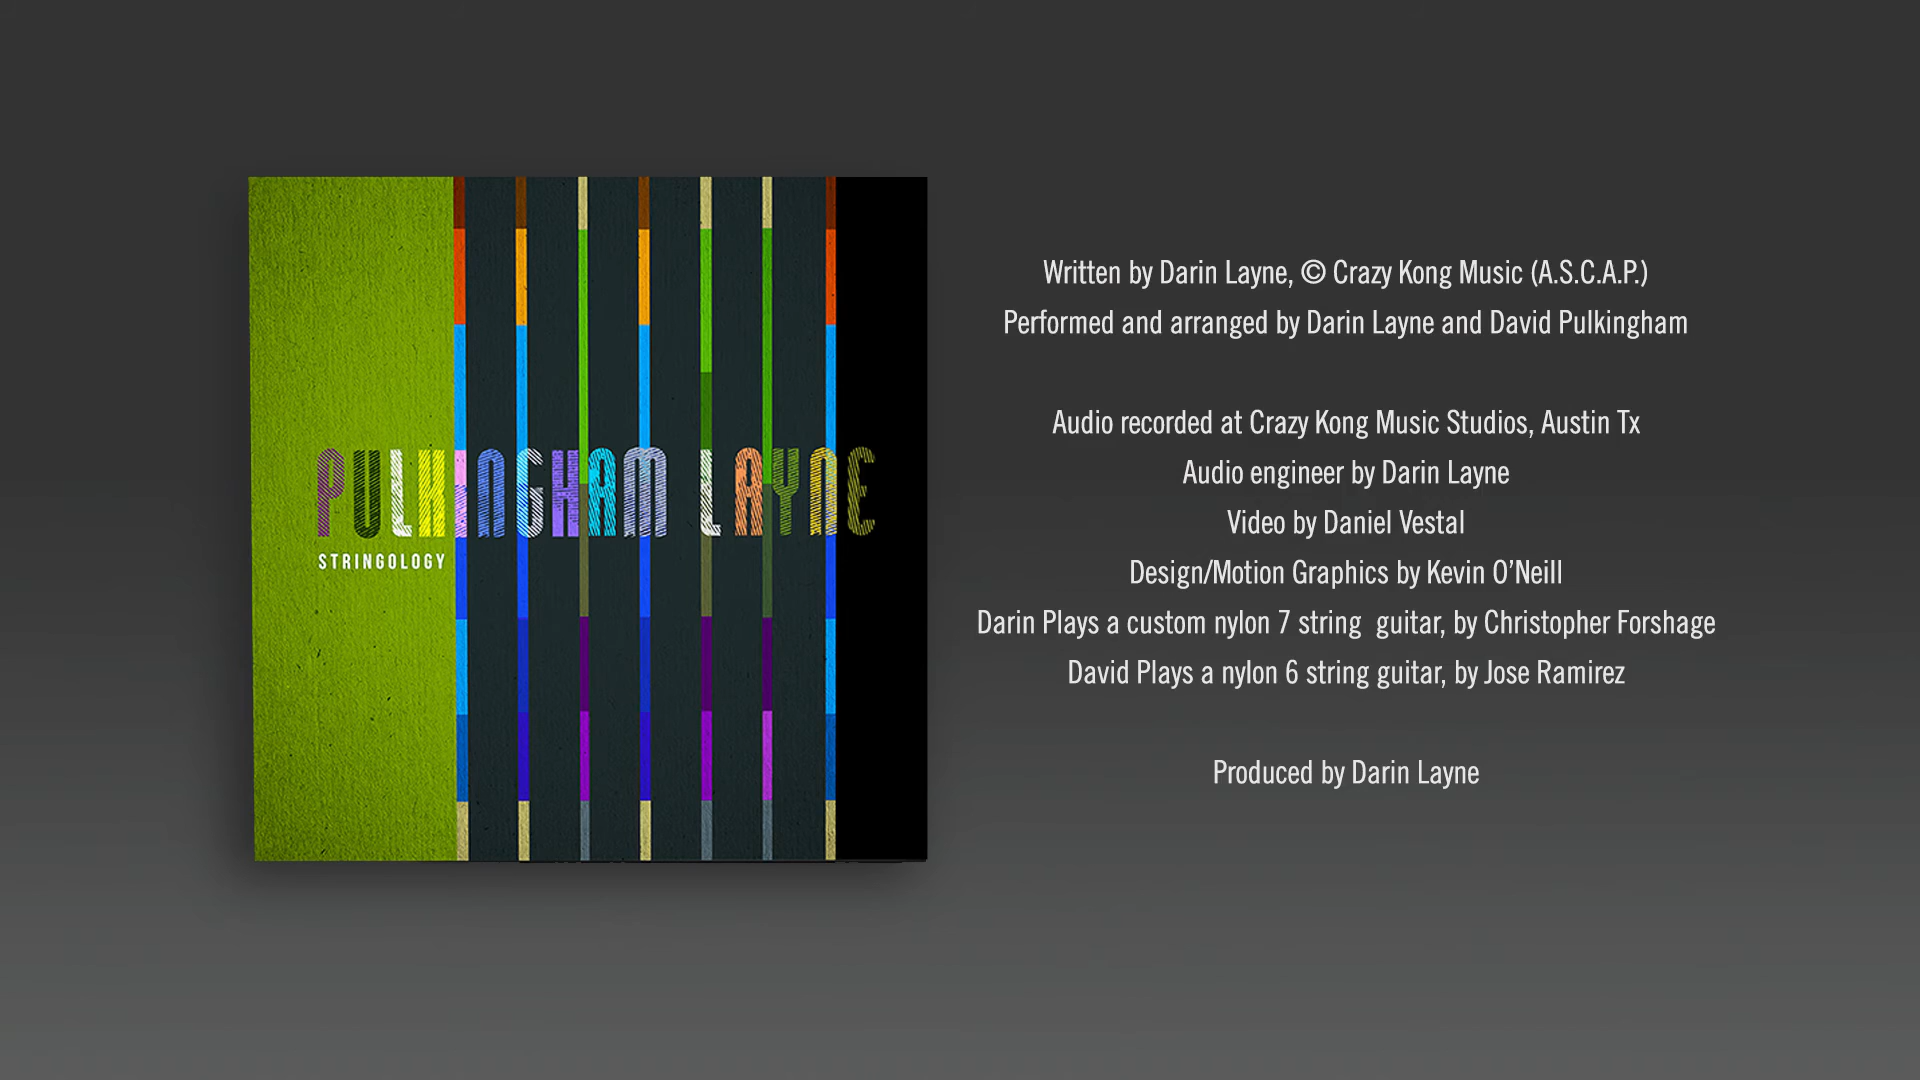 PULKINGHAM LAYNE
STRINGOLOGY
Written by Darin Layne, © Crazy Kong Music (A.S.C.A.P.)
Performed and arranged by Darin Layne and David Pulkingham
Audio recorded at Crazy Kong Music Studios, Austin Tx
Audio engineer by Darin Layne
Video by Daniel Vestal
Design/Motion Graphics by Kevin O’Neill
Darin Plays a custom nylon 7 string  guitar, by Christopher Forshage
David Plays a nylon 6 string guitar, by Jose Ramirez
Produced by Darin Layne